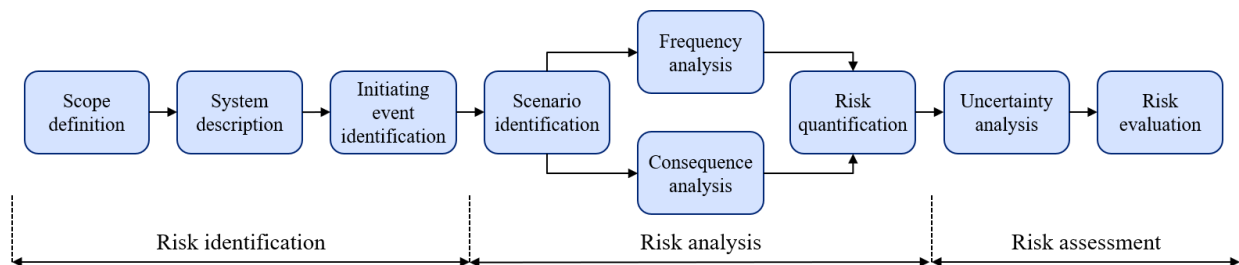 Scope
definition
System
description
Initiating
event
identification
Scenario
identification
Frequency
analysis
Consequence
analysis
Risk
quantification
Uncertainty
analysis
Risk
evaluation
Risk identification
Risk analysis
Risk assessment